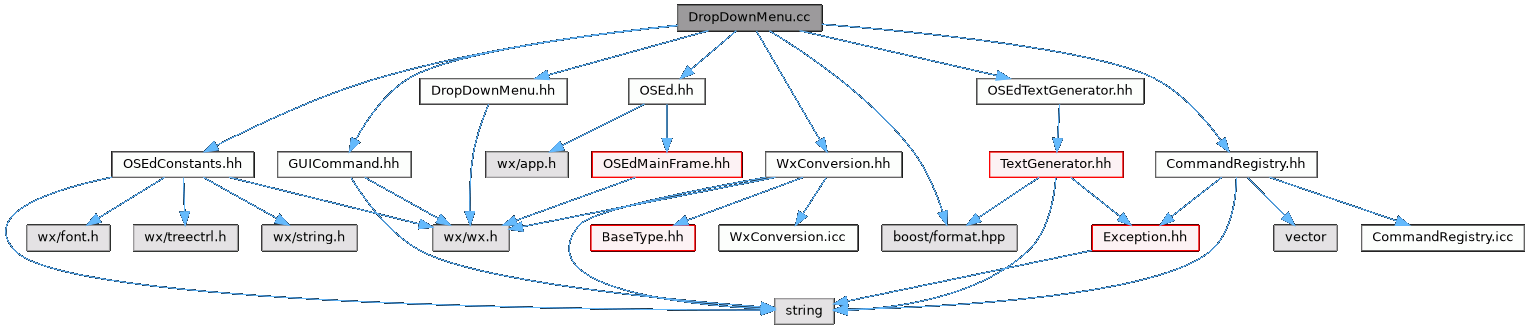 DropDownMenu.cc
DropDownMenu.hh
OSEd.hh
OSEdTextGenerator.hh
OSEdConstants.hh
GUICommand.hh
wx/app.h
OSEdMainFrame.hh
WxConversion.hh
TextGenerator.hh
CommandRegistry.hh
wx/font.h
wx/treectrl.h
wx/string.h
wx/wx.h
BaseType.hh
WxConversion.icc
boost/format.hpp
Exception.hh
vector
CommandRegistry.icc
string